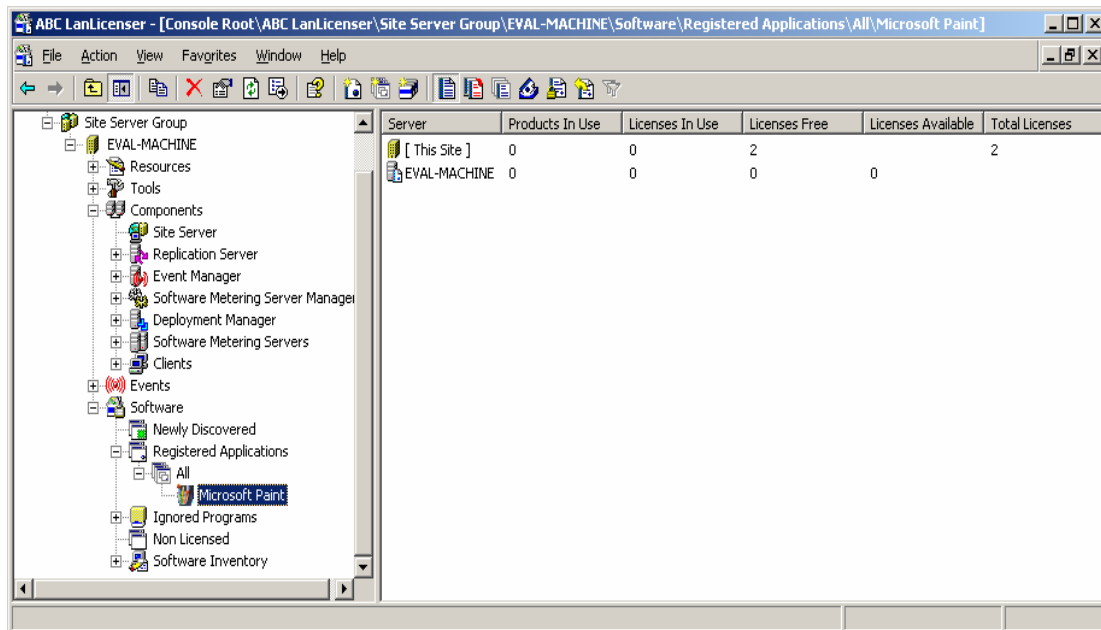 ABC LanLicenser - [Console Root\ABC LanLicenser\Site Server Group\EVAL-MACHINE\Software\Registered Applications\All\Microsoft Paint]
File Action View Favorites Window Help
Site Server Group
EVAL-MACHINE
Resources
Tools
Components
Site Server
Replication Server
Event Manager
Software Metering Server Manager
Deployment Manager
Software Metering Servers
Clients
Events
Software
Newly Discovered
Registered Applications
All
Microsoft Paint
Ignored Programs
Non Licensed
Software Inventory
Server Products In Use Licenses In Use Licenses Free Licenses Available Total Licenses
[ This Site ] 0 0 2 2
EVAL-MACHINE 0 0 0 0